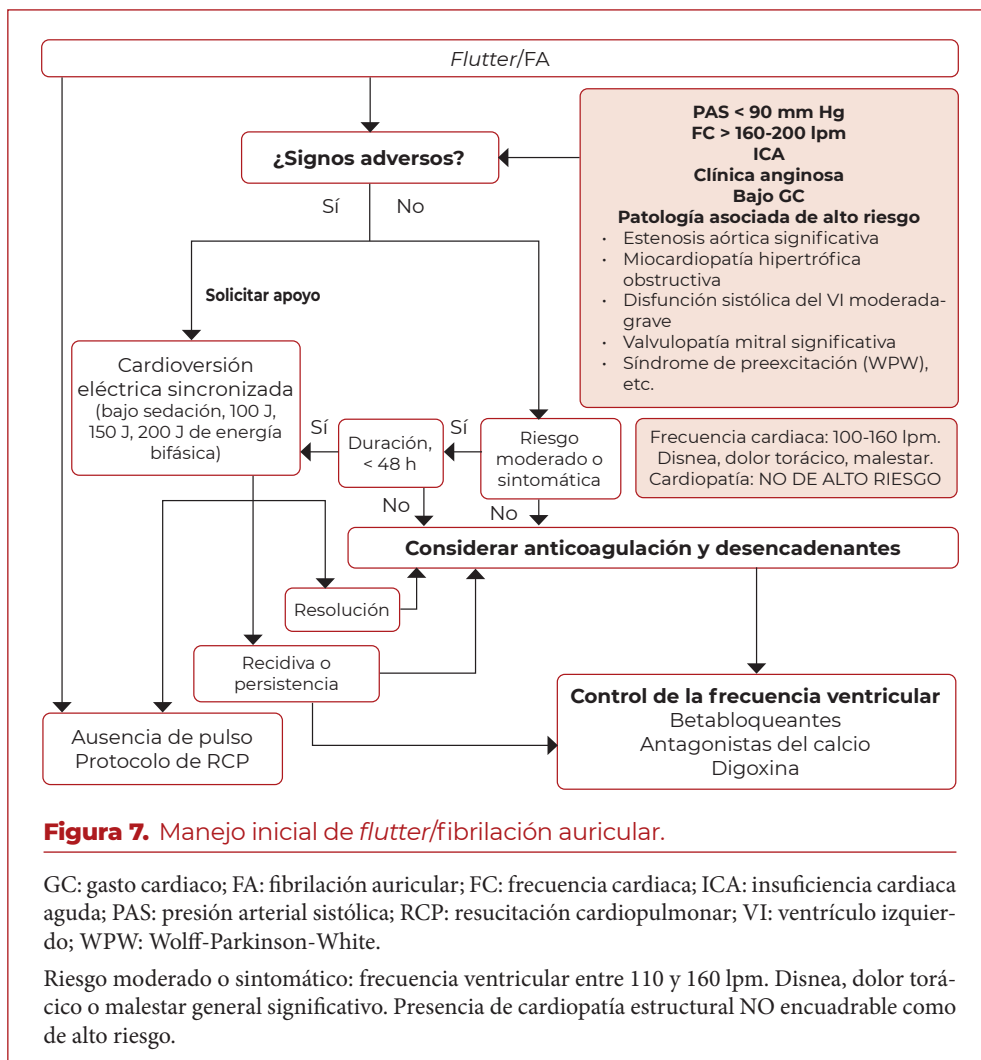 Flutter/FA
¿Signos adversos?
PAS < 90 mm Hg
FC > 160-200 lpm
ICA
Clínica anginosa
Bajo GC
Patología asociada de alto riesgo
· Estenosis aórtica significativa
· Miocardiopatía hipertrófica
obstructiva
· Disfunción sistólica del VI moderada-
grave
· Valvulopatía mitral significativa
· Síndrome de preexcitación (WPW),
etc.
Sí
No
Solicitar apoyo
Cardioversión
eléctrica sincronizada
(bajo sedación, 100 J,
150 J, 200 J de energía
bifásica)
Sí
Duración,
< 48 h
Sí
Riesgo
moderado o
sintomática
Frecuencia cardiaca: 100-160 lpm.
Disnea, dolor torácico, malestar.
Cardiopatía: NO DE ALTO RIESGO
No
No
Considerar anticoagulación y desencadenantes
Resolución
Recidiva o
persistencia
Ausencia de pulso
Protocolo de RCP
Control de la frecuencia ventricular
Betabloqueantes
Antagonistas del calcio
Digoxina
Figura 7. Manejo inicial de flutter/fibrilación auricular.
GC: gasto cardiaco; FA: fibrilación auricular; FC: frecuencia cardiaca; ICA: insuficiencia cardiaca
aguda; PAS: presión arterial sistólica; RCP: resucitación cardiopulmonar; VI: ventrículo izquier-
do; WPW: Wolff-Parkinson-White.
Riesgo moderado o sintomático: frecuencia ventricular entre 110 y 160 lpm. Disnea, dolor torá-
cico o malestar general significativo. Presencia de cardiopatía estructural NO encuadrable como
de alto riesgo.